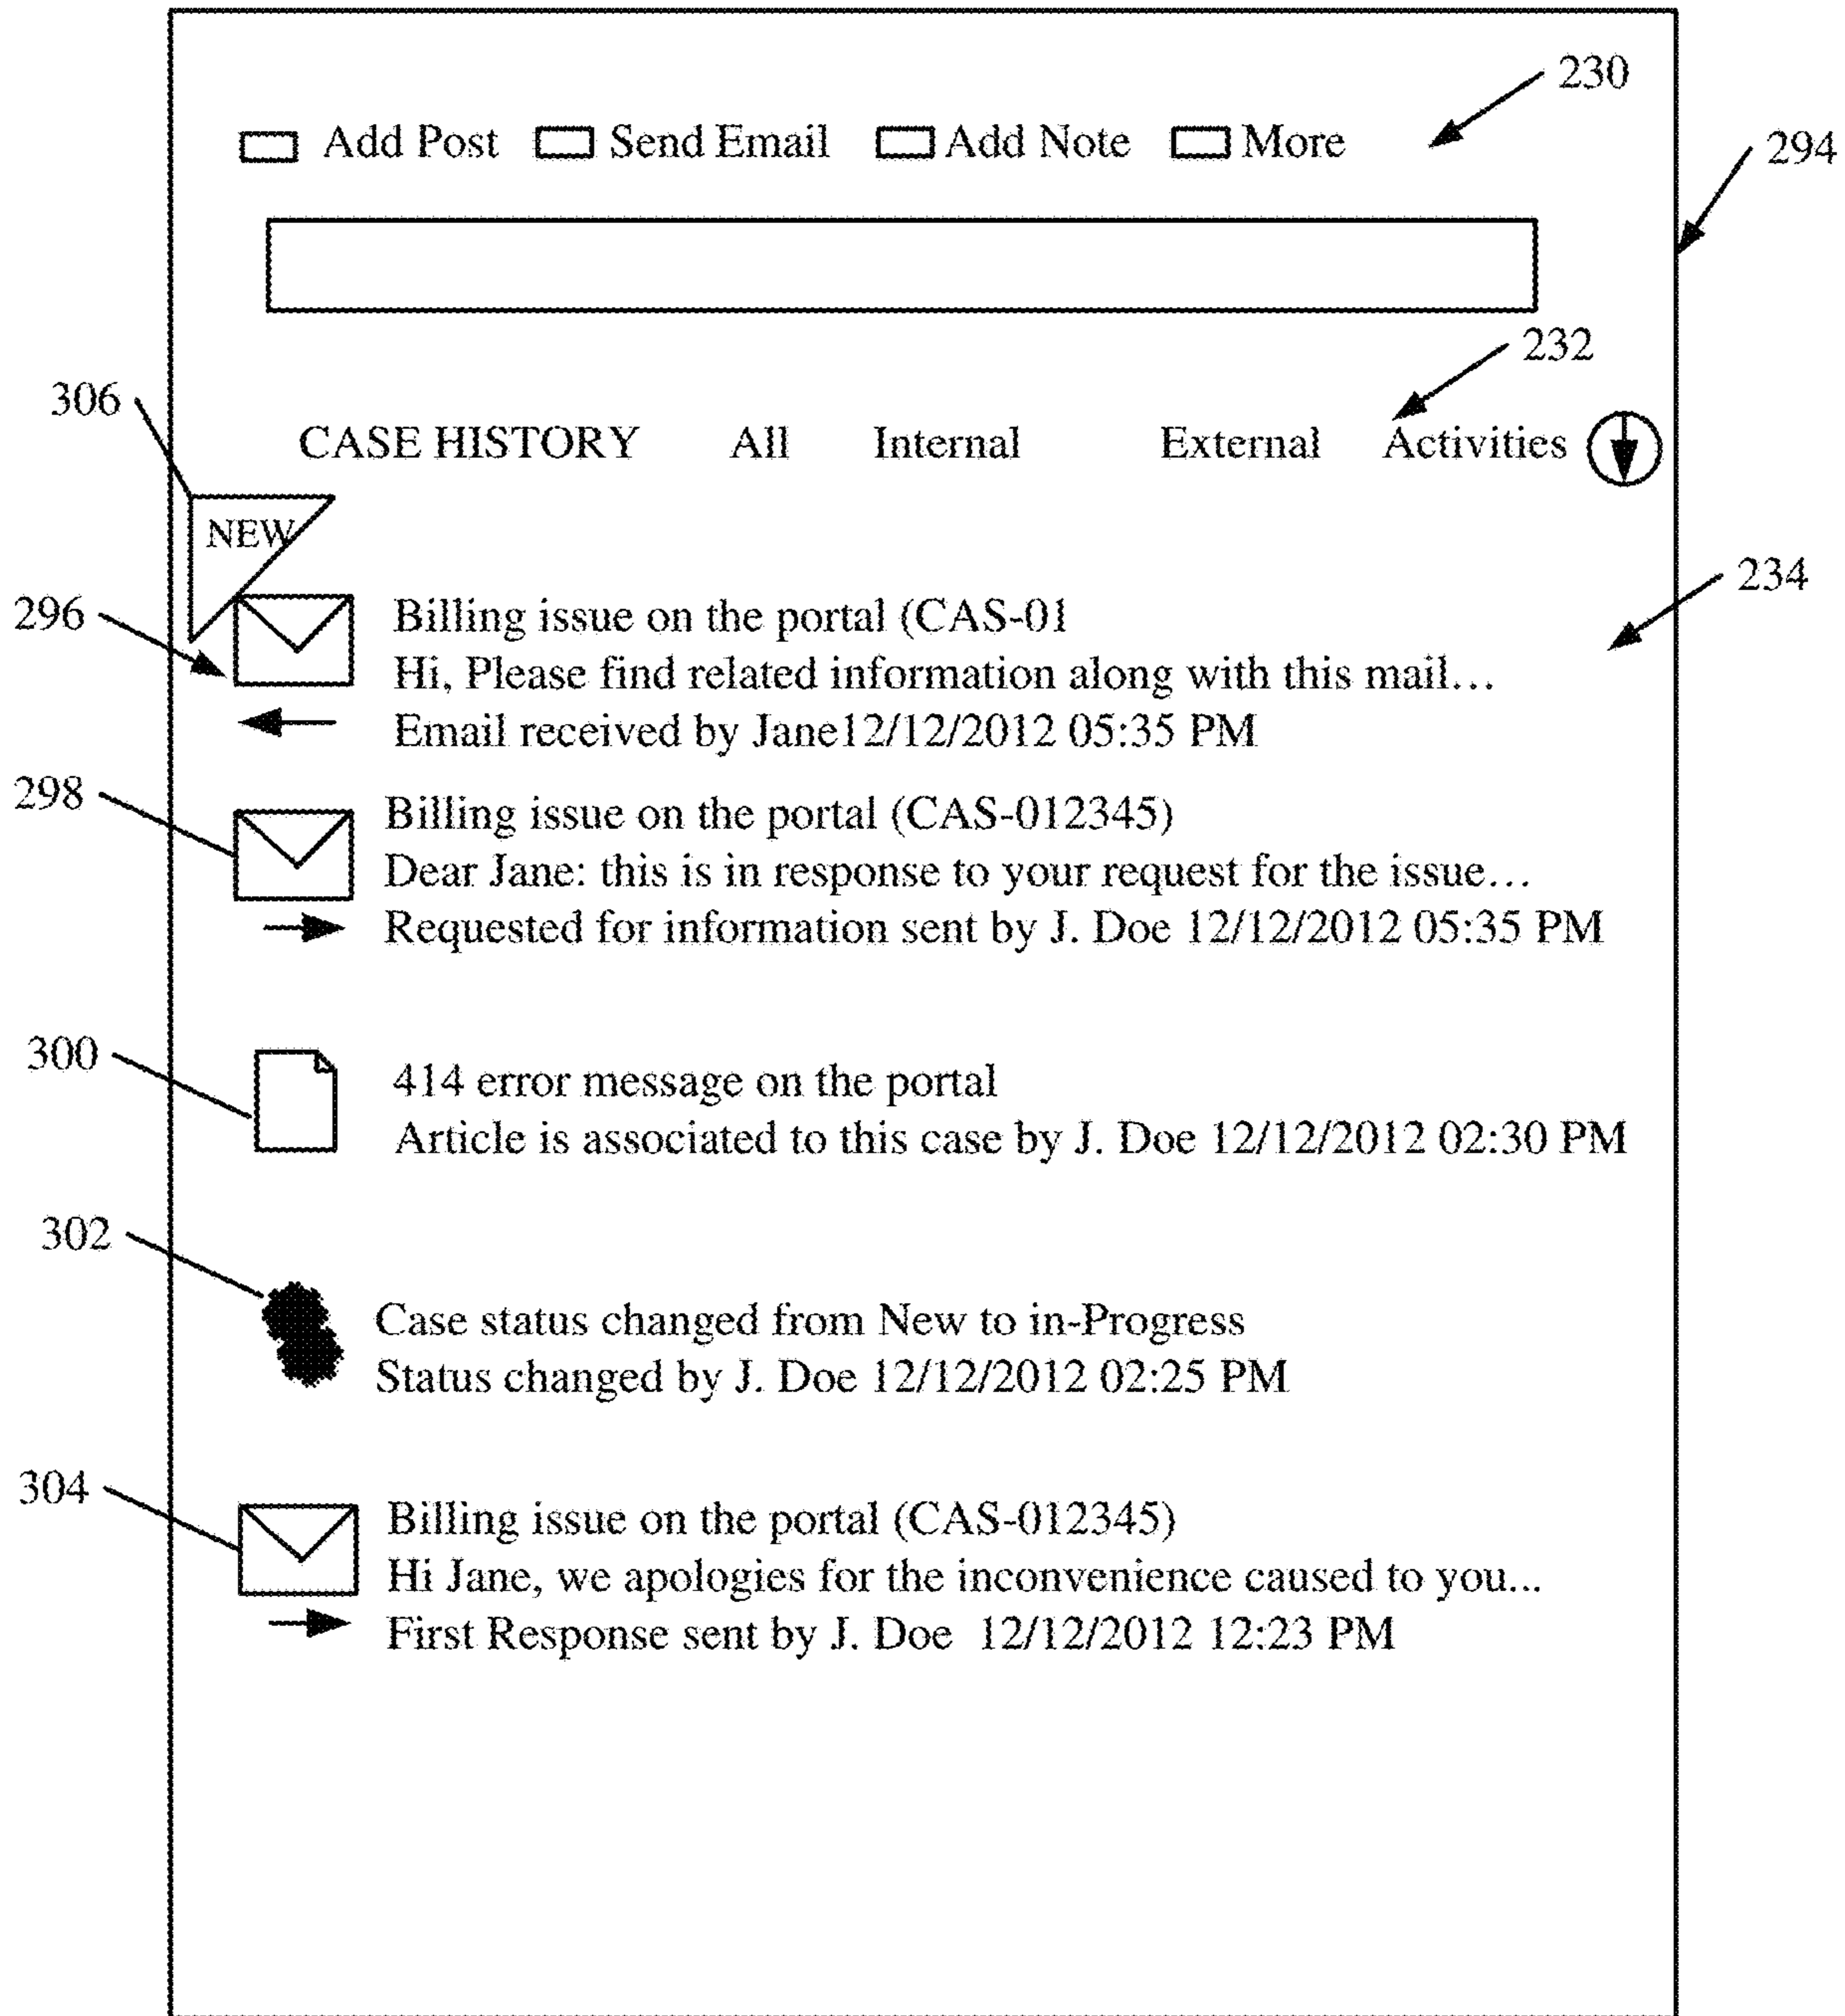 230
Add Post Send Email Add Note More
294
232
306
CASE HISTORY All Internal External Activities
NEW
234
296
Billing issue on the portal (CAS-01
Hi, Please find related information along with this mail...
Email received by Jane12/12/2012 05:35 PM
298
Billing issue on the portal (CAS-012345)
Dear Jane: this is in response to your request for the issue...
Requested for information sent by J. Doe 12/12/2012 05:35 PM
300
414 error message on the portal
Article is associated to this case by J. Doe 12/12/2012 02:30 PM
302
Case status changed from New to in-Progress
Status changed by J. Doe 12/12/2012 02:25 PM
304
Billing issue on the portal (CAS-012345)
Hi Jane, we apologies for the inconvenience caused to you...
First Response sent by J. Doe 12/12/2012 12:23 PM